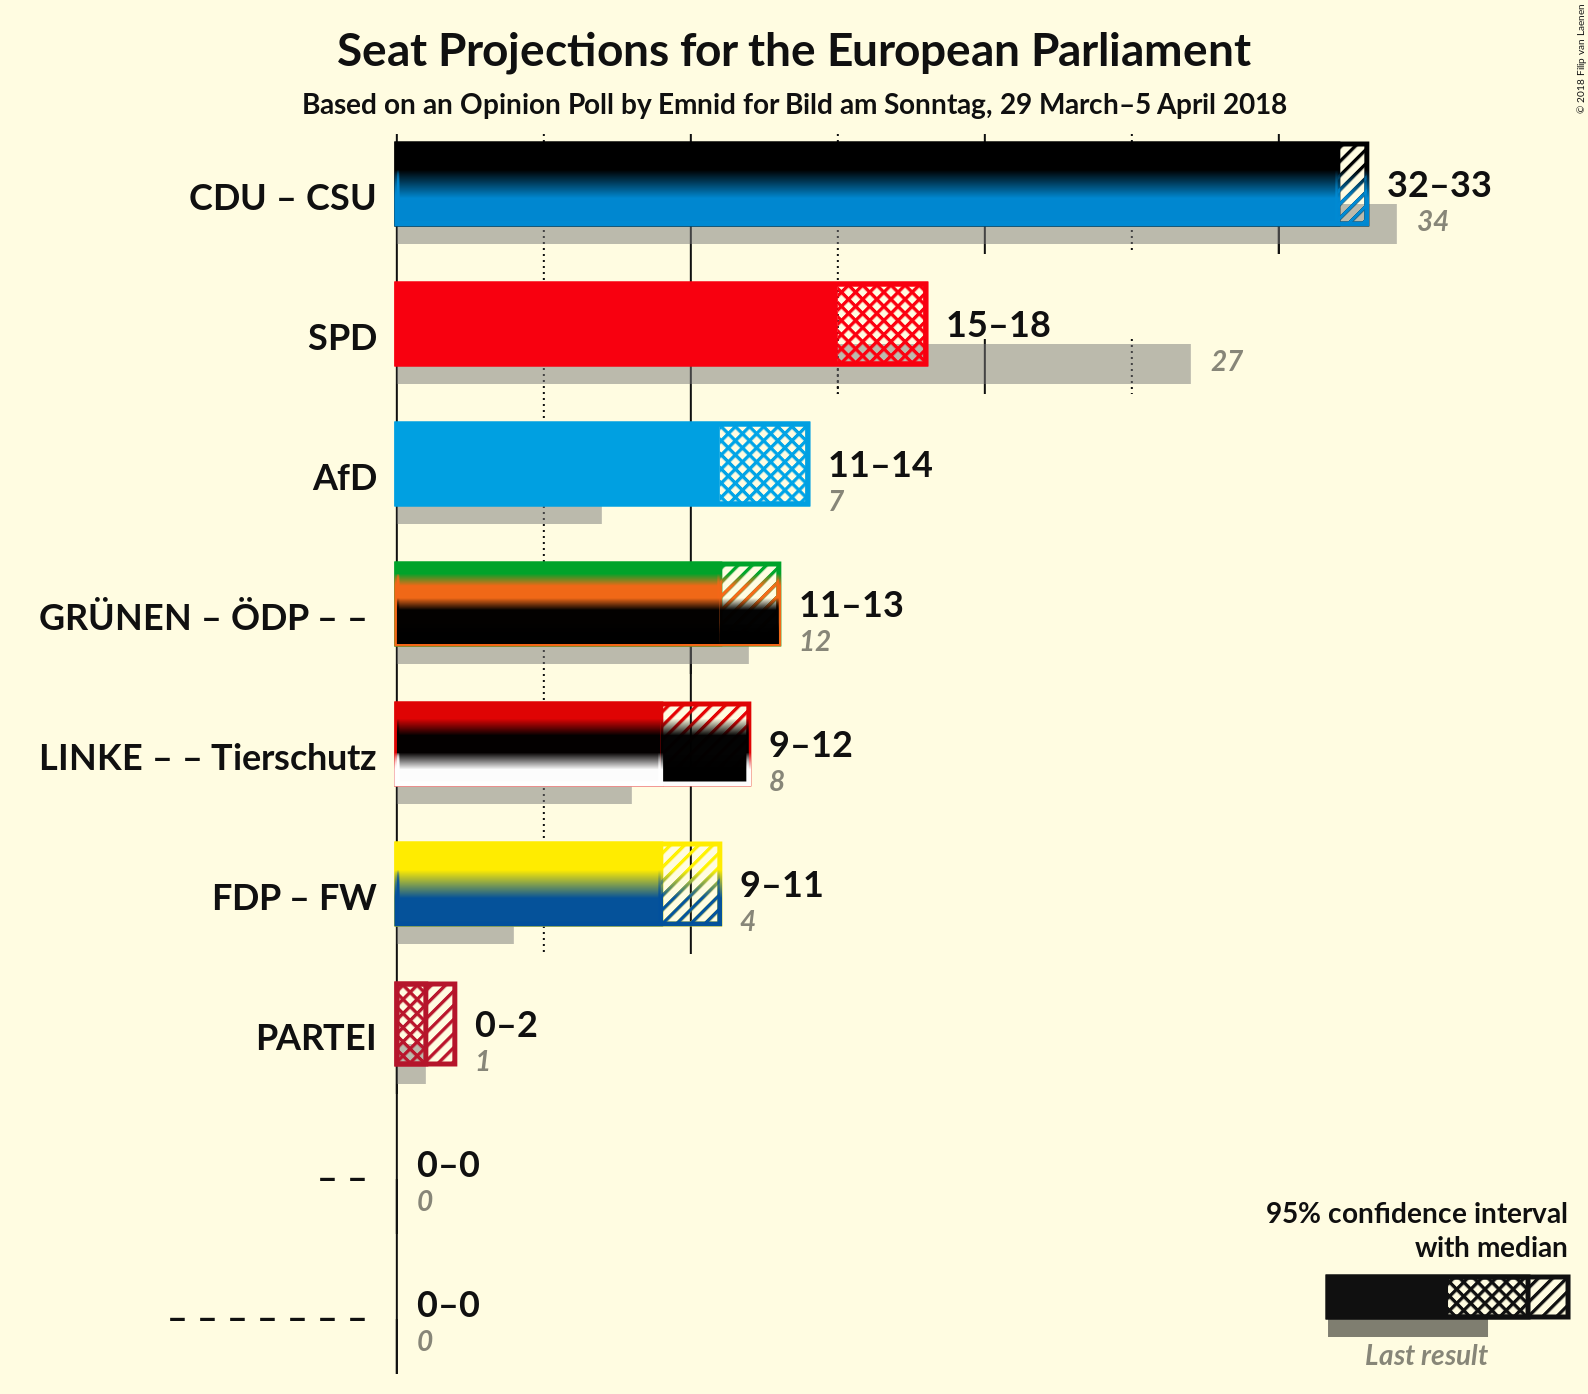 Seat Projections for the European Parliament
Based on an Opinion Poll by Emnid for Bild am Sonntag, 29 March–5 April 2018
© 2018 Filip van Laenen
CDU – CSU
32–33
34
SPD
15–18
27
AfD
11–14
7
GRÜNEN – ÖDP – –
11–13
12
LINKE – – Tierschutz
9–12
8
FDP – FW
9–11
4
PARTEI
0–2
1
– –
0–0
0
– – – – – – –
0–0
0
95% confidence interval
with median
Last result